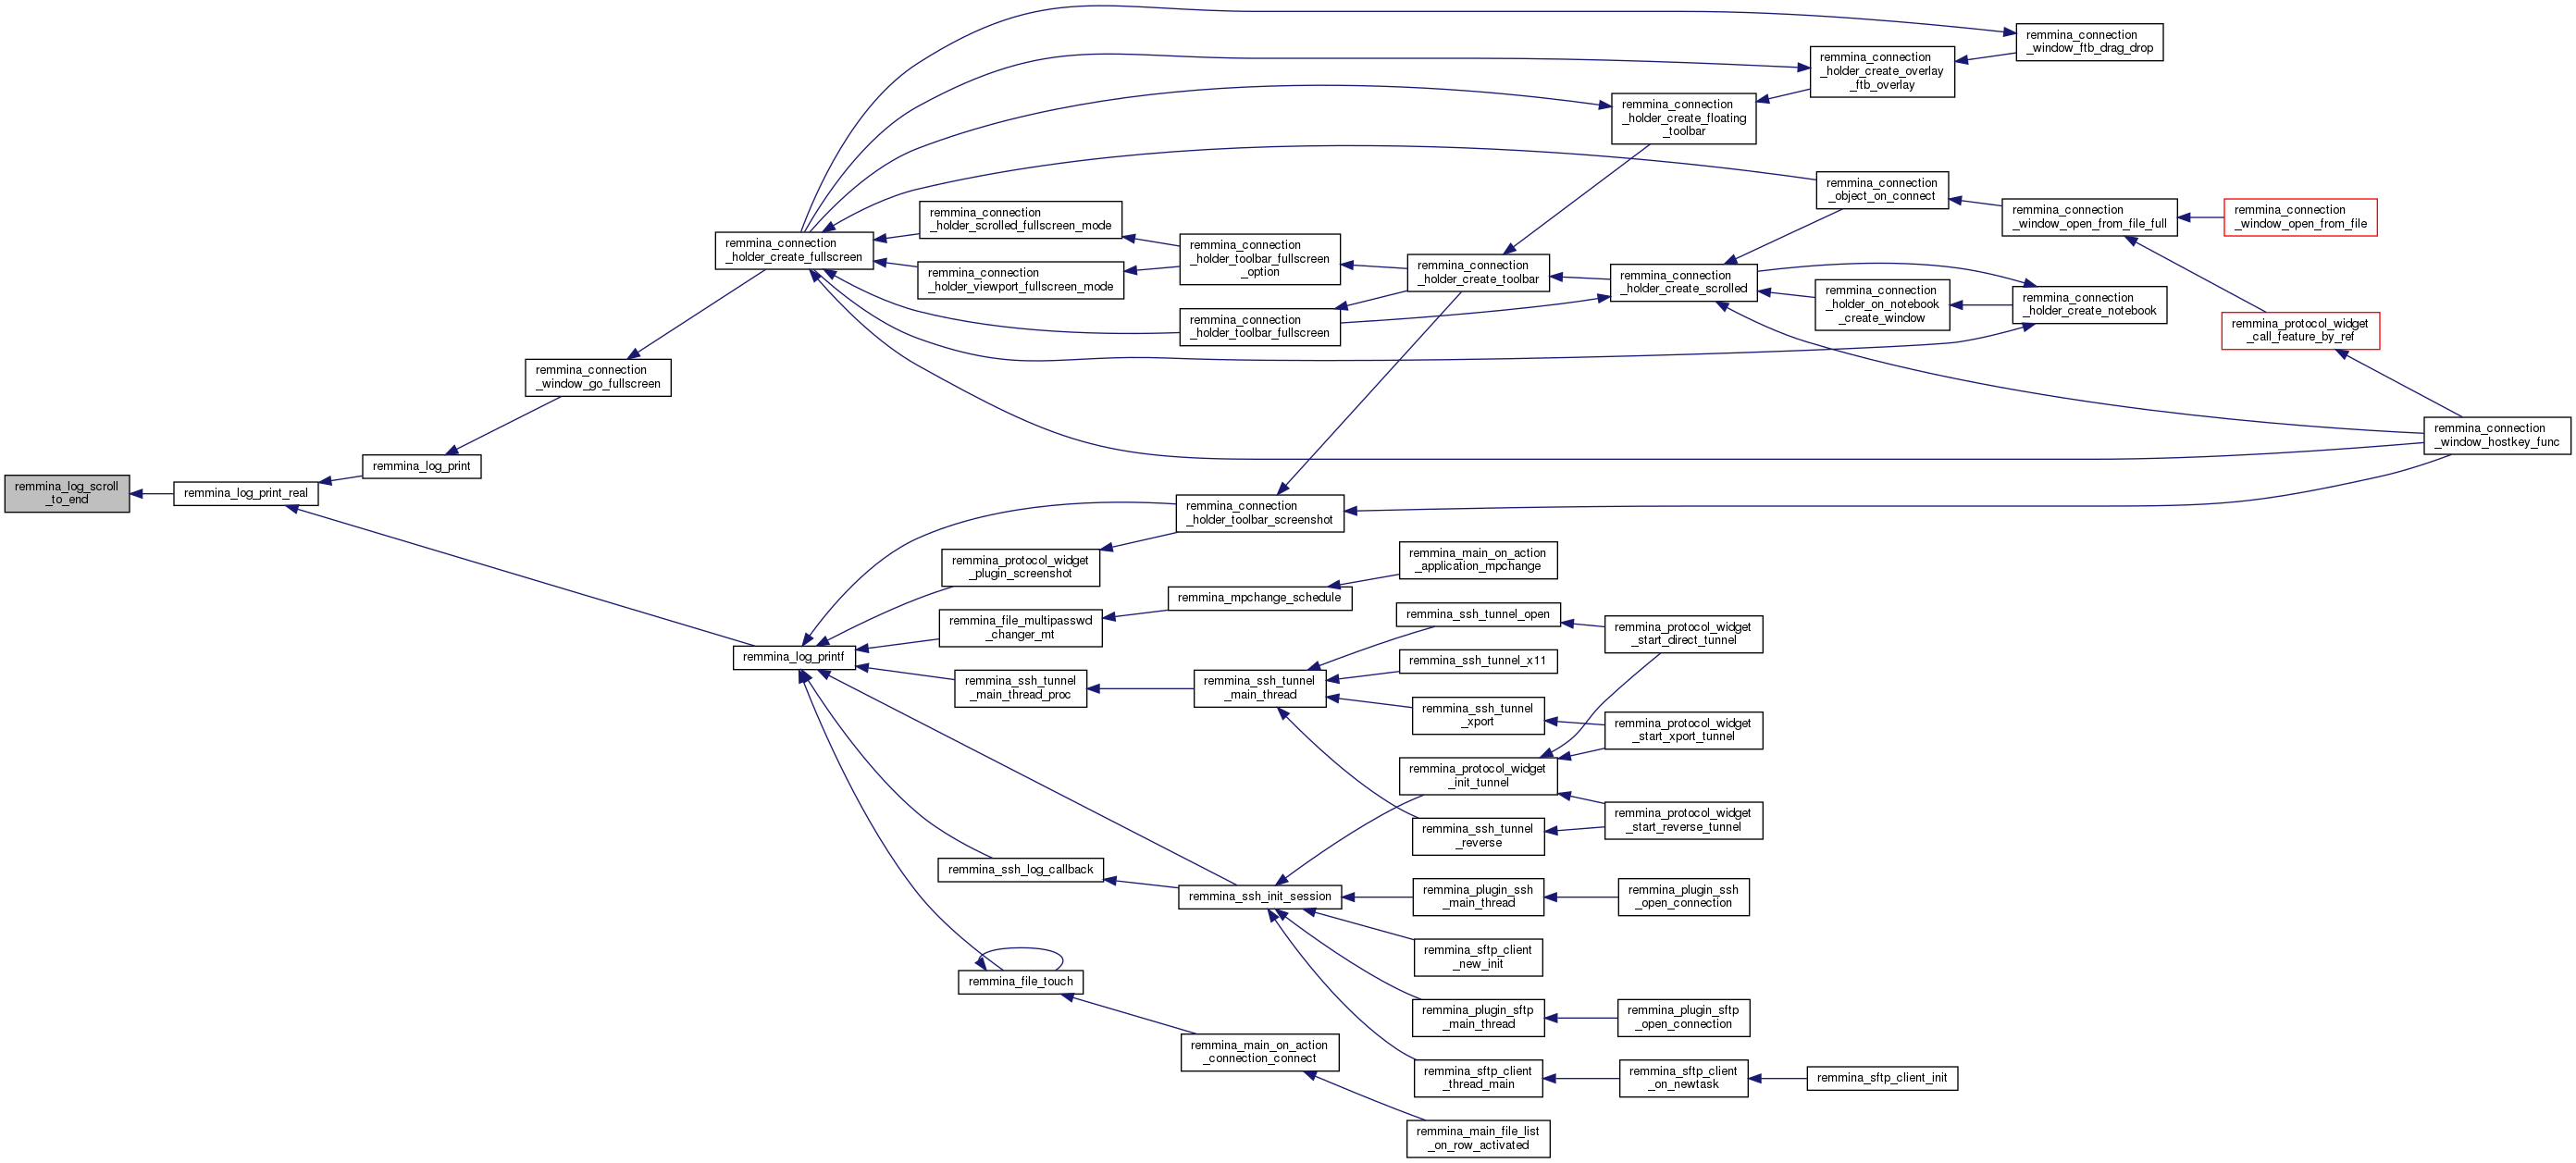 remmina_log_scroll
_to_end
remmina_log_print_real
remmina_log_print
remmina_connection
_window_go_fullscreen
remmina_connection
_holder_create_fullscreen
remmina_connection
_holder_scrolled_fullscreen_mode
remmina_connection
_holder_viewport_fullscreen_mode
remmina_connection
_holder_toolbar_fullscreen
_option
remmina_connection
_holder_toolbar_fullscreen
remmina_connection
_holder_create_toolbar
remmina_connection
_holder_create_floating
_toolbar
remmina_connection
_holder_create_overlay
_ftb_overlay
remmina_connection
_window_ftb_drag_drop
remmina_connection
_holder_create_scrolled
remmina_connection
_object_on_connect
remmina_connection
_holder_on_notebook
_create_window
remmina_connection
_holder_create_notebook
remmina_connection
_window_open_from_file_full
remmina_connection
_window_open_from_file
remmina_protocol_widget
_call_feature_by_ref
remmina_connection
_window_hostkey_func
remmina_log_printf
remmina_connection
_holder_toolbar_screenshot
remmina_protocol_widget
_plugin_screenshot
remmina_file_multipasswd
_changer_mt
remmina_mpchange_schedule
remmina_main_on_action
_application_mpchange
remmina_ssh_tunnel
_main_thread_proc
remmina_ssh_tunnel
_main_thread
remmina_ssh_tunnel_open
remmina_ssh_tunnel_x11
remmina_ssh_tunnel
_xport
remmina_protocol_widget
_init_tunnel
remmina_ssh_tunnel
_reverse
remmina_protocol_widget
_start_direct_tunnel
remmina_protocol_widget
_start_xport_tunnel
remmina_protocol_widget
_start_reverse_tunnel
remmina_ssh_log_callback
remmina_ssh_init_session
remmina_plugin_ssh
_main_thread
remmina_plugin_ssh
_open_connection
remmina_sftp_client
_new_init
remmina_plugin_sftp
_main_thread
remmina_plugin_sftp
_open_connection
remmina_sftp_client
_thread_main
remmina_sftp_client
_on_newtask
remmina_sftp_client_init
remmina_file_touch
remmina_main_on_action
_connection_connect
remmina_main_file_list
_on_row_activated